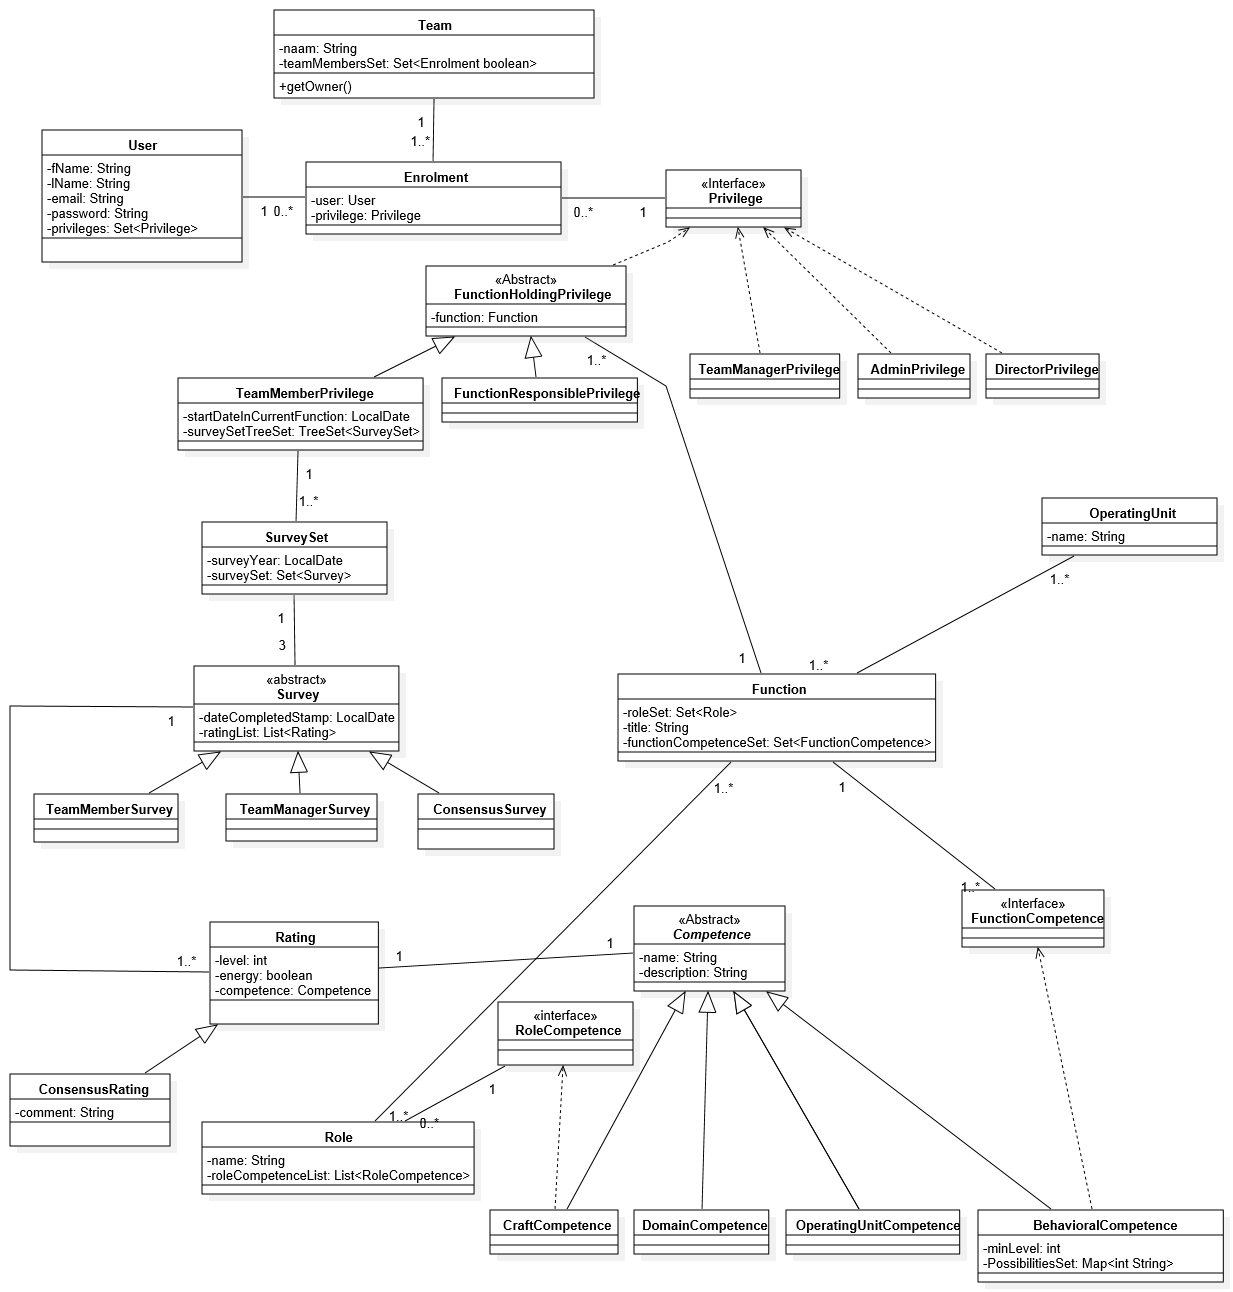 Team
-naam: String
-teamMembersSet: Set<Enrolment boolean>
+getOwner()
1
1..*
User
-fName: String
-lName: String
-email: String
-password: String
-privileges: Set<Privilege>
1
0..*
Enrolment
-user: User
-privilege: Privilege
0..*
1
«Interface»
Privilege
«Abstract»
FunctionHoldingPrivilege
-function: Function
1..*
TeamManagerPrivilege
AdminPrivilege
DirectorPrivilege
TeamMemberPrivilege
-startDateInCurrentFunction: LocalDate
-surveySetTreeSet: TreeSet<SurveySet>
FunctionResponsiblePrivilege
1
1..*
SurveySet
-surveyYear: LocalDate
-surveySet: Set<Survey>
OperatingUnit
-name: String
1..*
1
3
1
1..*
«abstract»
Survey
-dateCompletedStamp: LocalDate
-ratingList: List<Rating>
1
Function
-roleSet: Set<Role>
-title: String
-functionCompetenceSet: Set<FunctionCompetence>
1..*
1
TeamMemberSurvey
TeamManagerSurvey
ConsensusSurvey
1..*
«Interface»
FunctionCompetence
«Abstract»
Competence
-name: String
-description: String
Rating
-level: int
-energy: boolean
-competence: Competence
1..*
1
1
«interface»
RoleCompetence
1
ConsensusRating
-comment: String
1..*
0..*
Role
-name: String
-roleCompetenceList: List<RoleCompetence>
CraftCompetence
DomainCompetence
OperatingUnitCompetence
BehavioralCompetence
-minLevel: int
-PossibilitiesSet: Map<int String>